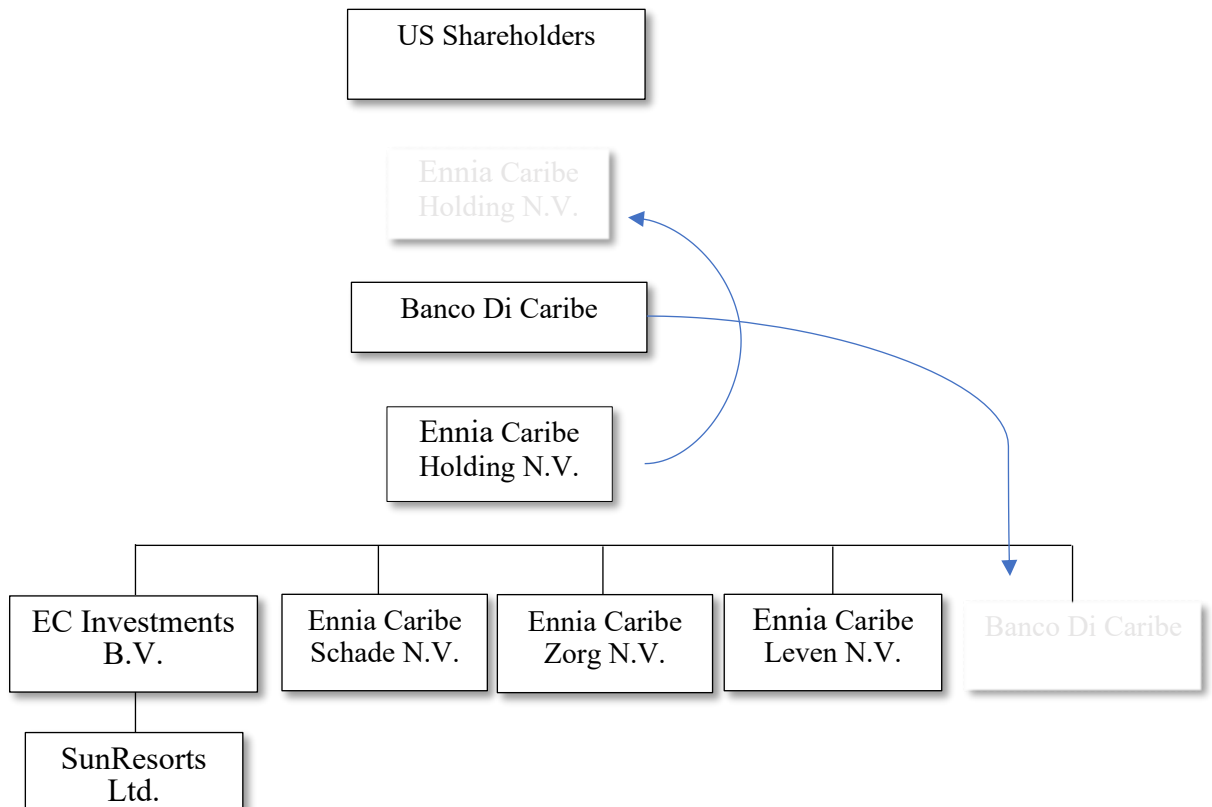 US Shareholders
Ennia Caribe
Holding N.V.
Banco Di Caribe
Ennia Caribe
Holding N.V.
EC Investments
B.V.
Ennia Caribe
Schade N.V.
Ennia Caribe
Zorg N.V.
Ennia Caribe
Leven N.V.
Banco Di Caribe
SunResorts
Ltd.